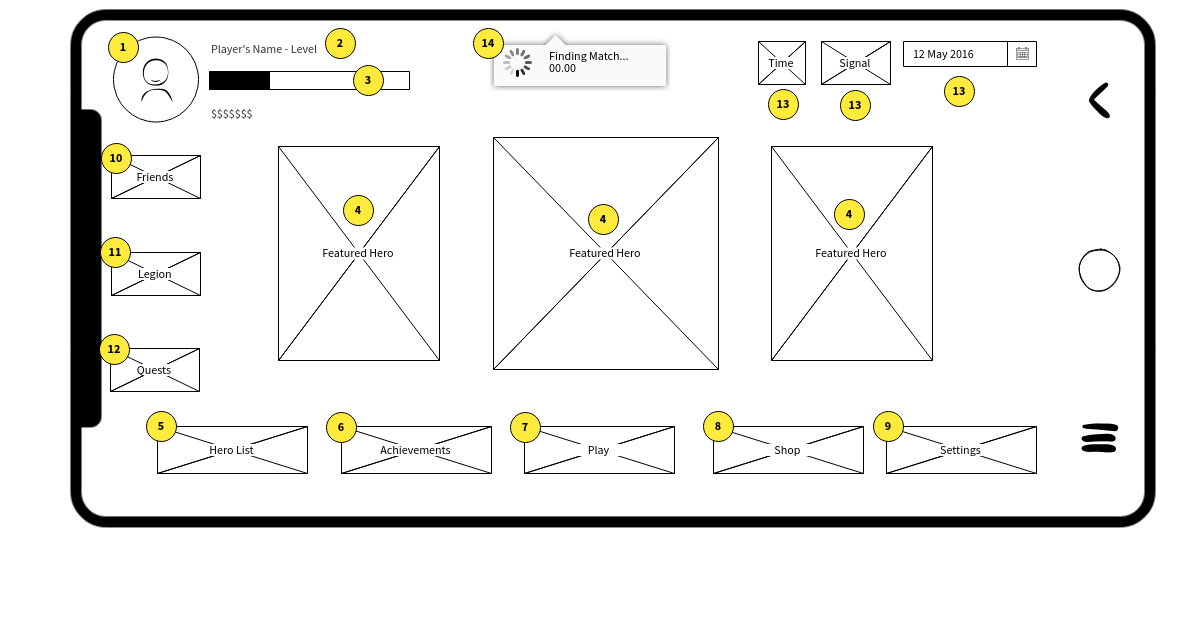 1
Player's Name - Level
2
3
$$$$$$$
14
Finding Match...
00.00
Time
13
Signal
13
12 May 2016
13
10
Friends
11
Legion
12
Quests
4
Featured Hero
4
Featured Hero
4
Featured Hero
5
Hero List
6
Achievements
7
Play
8
Shop
9
Settings